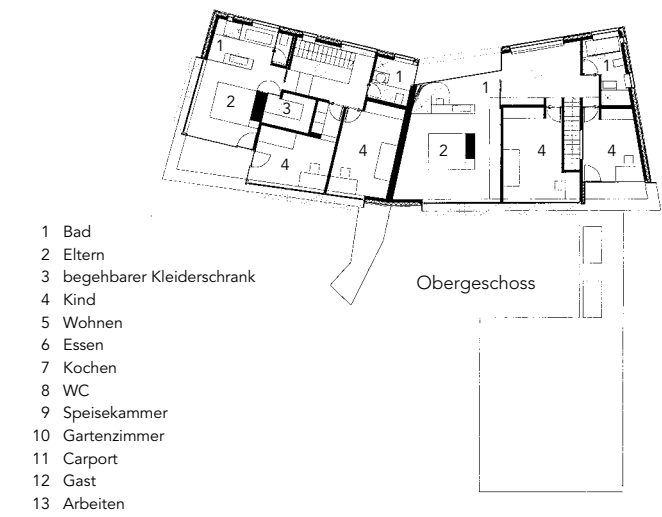 1 1 1 1
2 3 4 4 2 4 4
Obergeschoss
1 Bad
2 Eltern
3 begehbarer Kleiderschrank
4 Kind
5 Wohnen
6 Essen
7 Kochen
8 WC
9 Speisekammer
10 Gartenzimmer
11 Carport
12 Gast
13 Arbeiten